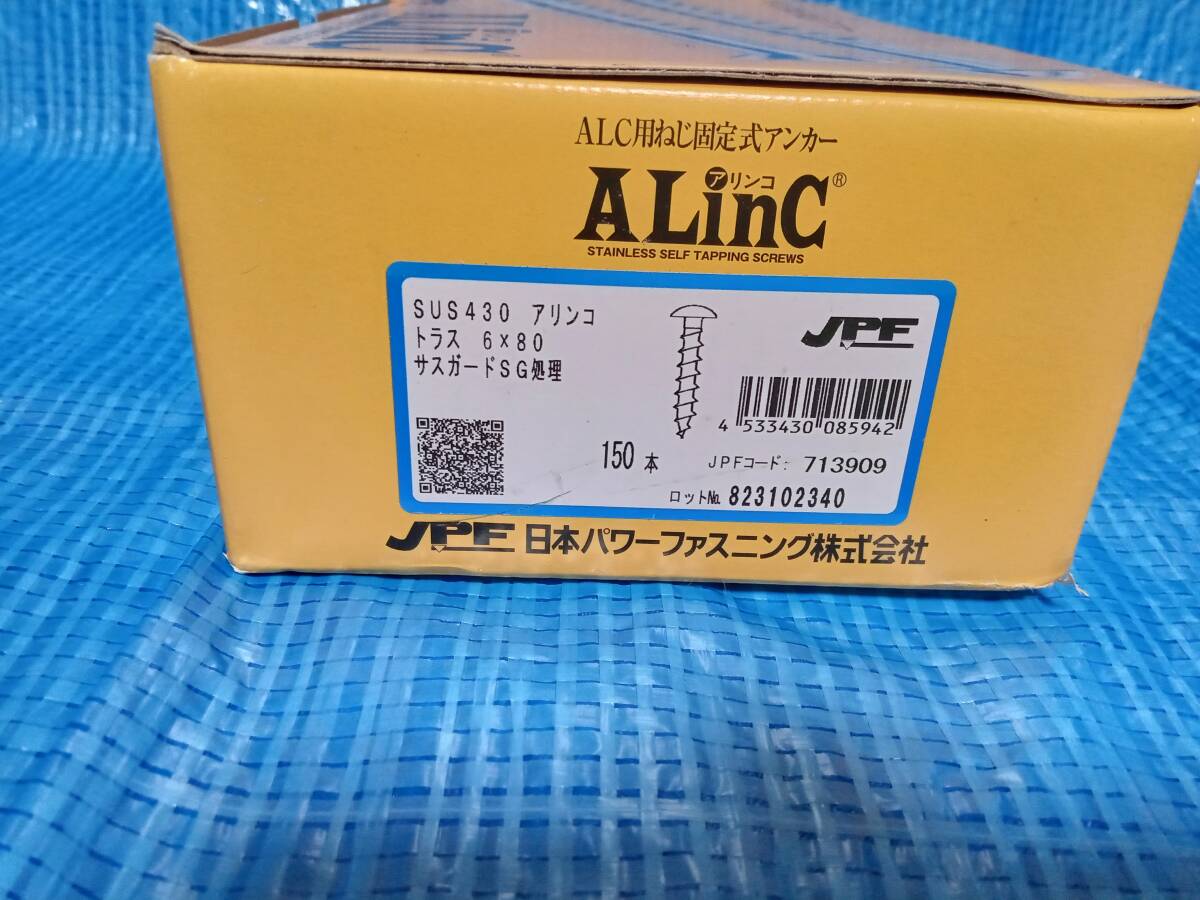 ALC用ねじ固定式アンカー
アリンコ
ALinC®
STAINLESS SELF TAPPING SCREWS
SUS430 アリンコ
トラス 6×80
サスガードSG処理
JPF
4 533430 085942
150 本
JPFコード: 713909
ロット№ 823102340
JPF 日本パワーファスニング株式会社